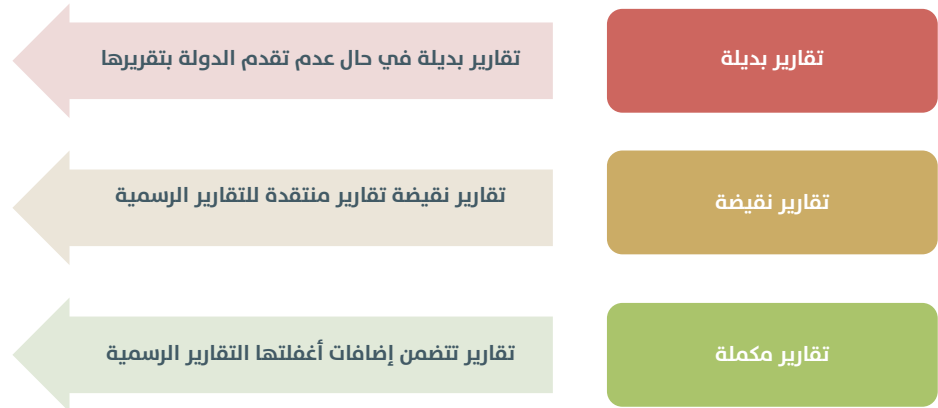 تقارير بديلة
تقارير بديلة في حال عدم تقدم الدولة بتقريرها
تقارير نقيضة
تقارير نقيضة تقارير منتقدة للتقارير الرسمية
تقارير مكملة
تقارير تتضمن إضافات أغفلتها التقارير الرسمية